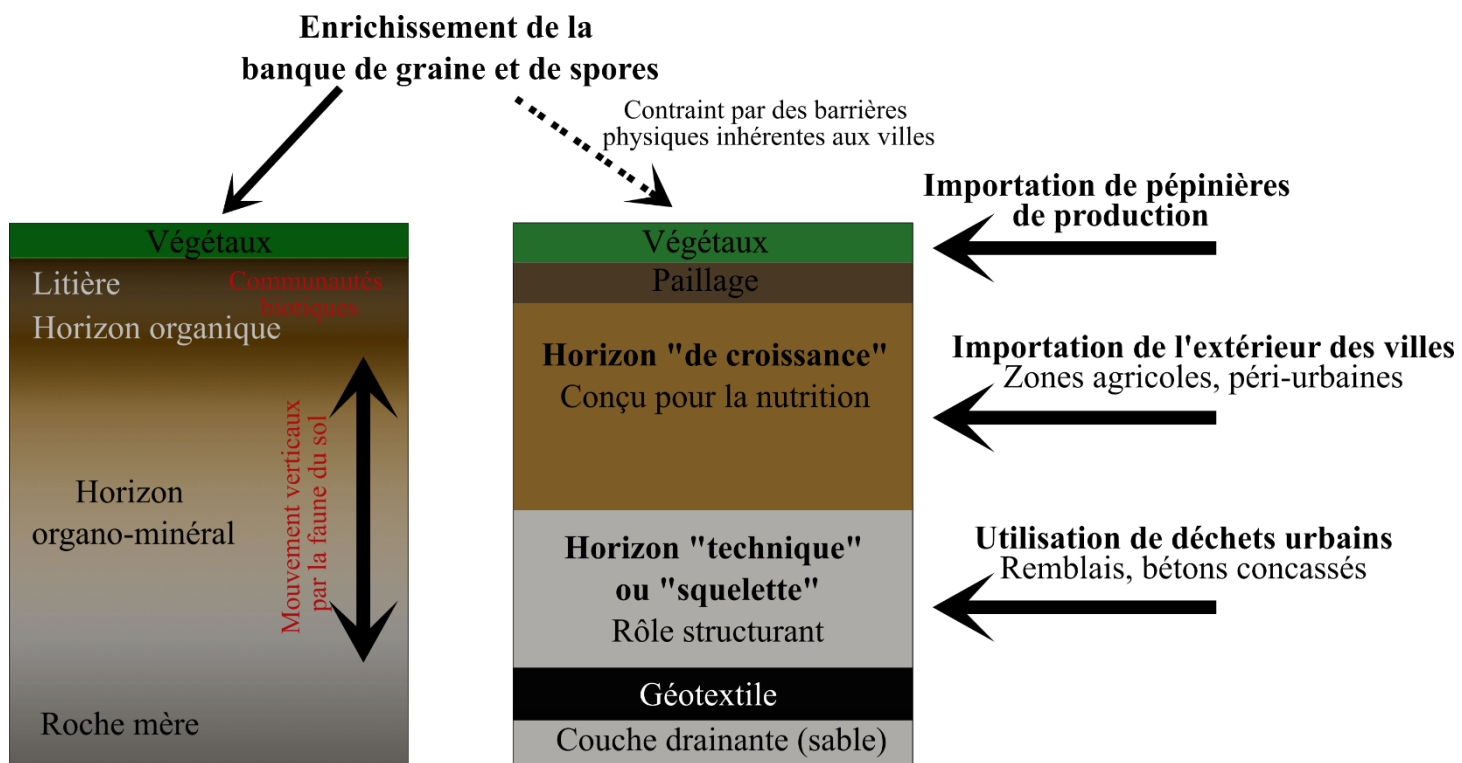 Enrichissement de la
banque de graine et de spores
Contraint par des barrières
physiques inhérentes aux villes
Végétaux
Litière
Communautés
biotiques
Horizon organique
Mouvement verticaux
par la faune du sol
Horizon
organo-minéral
Roche mère
Végétaux
Paillage
Horizon "de croissance"
Conçu pour la nutrition
Horizon "technique"
ou "squelette"
Rôle structurant
Géotextile
Couche drainante (sable)
Importation de pépinières
de production
Importation de l'extérieur des villes
Zones agricoles, péri-urbaines
Utilisation de déchets urbains
Remblais, bétons concassés